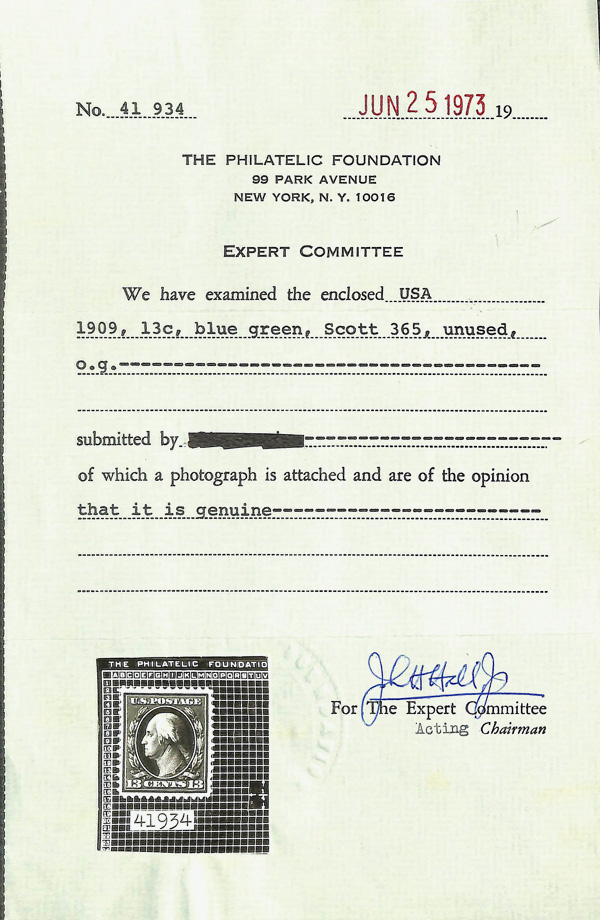 No. 41 934
JUN 25 1973 19
THE PHILATELIC FOUNDATION
99 PARK AVENUE
NEW YORK, N. Y. 10016
EXPERT COMMITTEE
We have examined the enclosed USA
1909, 13c, blue green, Scott 365, unused,
o.g.
submitted by
of which a photograph is attached and are of the opinion
that it is genuine
THE PHILATELIC FOUNDATIO
ABCDEFGHIJKLMNOPQRSTUV
U.S. POSTAGE
13 CENTS 13
41934
For The Expert Committee
Acting Chairman